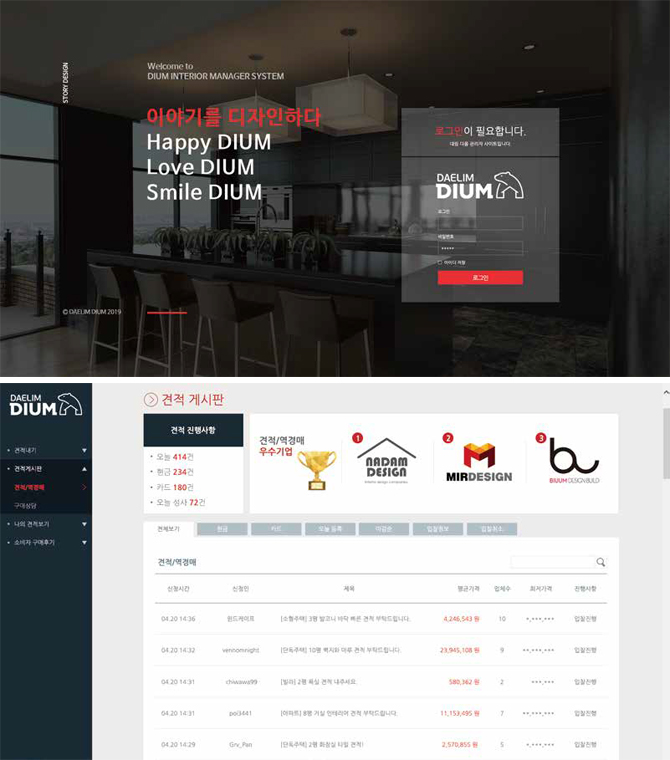 STORY DESIGN
Welcome to
DIUM INTERIOR MANAGER SYSTEM
이야기를 디자인하다
Happy DIUM
Love DIUM
Smile DIUM
© DAELIM DIUM 2019
로그인이 필요합니다.
대림 디움 관리자 사이트입니다.
DAELIM
DIUM
로그인
비밀번호
*****
아이디 저장
로그인
DAELIM
DIUM
견적내기
견적게시판
견적/역경매
구매상담
나의 견적보기
소비자 구매후기
견적 게시판
견적 진행사항
오늘 414건
현금 234건
카드 180건
오늘 성사 72건
견적/역경매
우수기업
1
NADAM
DESIGN
2
MIRDESIGN
3
BIUUM DESIGN BUILD
전체보기 현금 카드 오늘 등록 마감순 입찰정보 입찰취소
견적/역경매
신청시간 신청인 제목 평균가격 업체수 최저가격 진행사항
04.20 14:36 윈드케이프 [소형주택] 3평 발코니 바닥 빠른 견적 부탁드립니다. 4,246,543 원 10 *,***,*** 입찰진행
04.20 14:32 vennomnight [단독주택] 10평 벽지와 마루 견적 부탁드립니다. 23,945,108 원 9 **,***,*** 입찰진행
04.20 14:31 chiwawa99 [빌라] 2평 욕실 견적 내주세요. 580,362 원 2 ***,*** 입찰진행
04.20 14:31 poi3441 [아파트] 8평 거실 인테리어 견적 부탁드립니다. 11,153,495 원 7 **,***,*** 입찰진행
04.20 14:29 Grv_Pan [단독주택] 2평 화장실 타일 견적! 2,570,855 원 5 *,***,*** 입찰진행